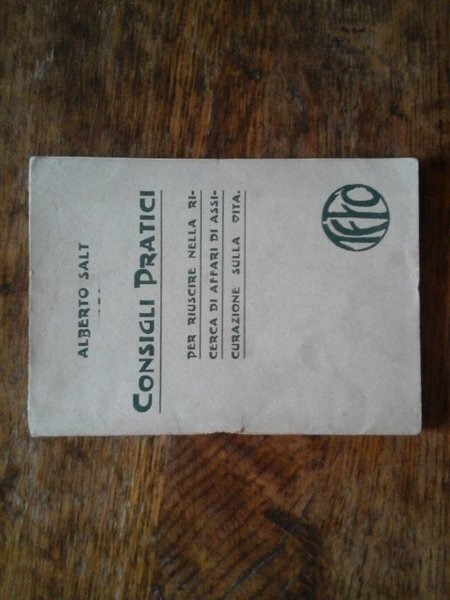 ALBERTO SALT
CONSIGLI PRATICI
PER RIUSCIRE NELLA RI-
CERCA DI AFFARI DI ASSI-
CURAZIONE SULLA VITA.